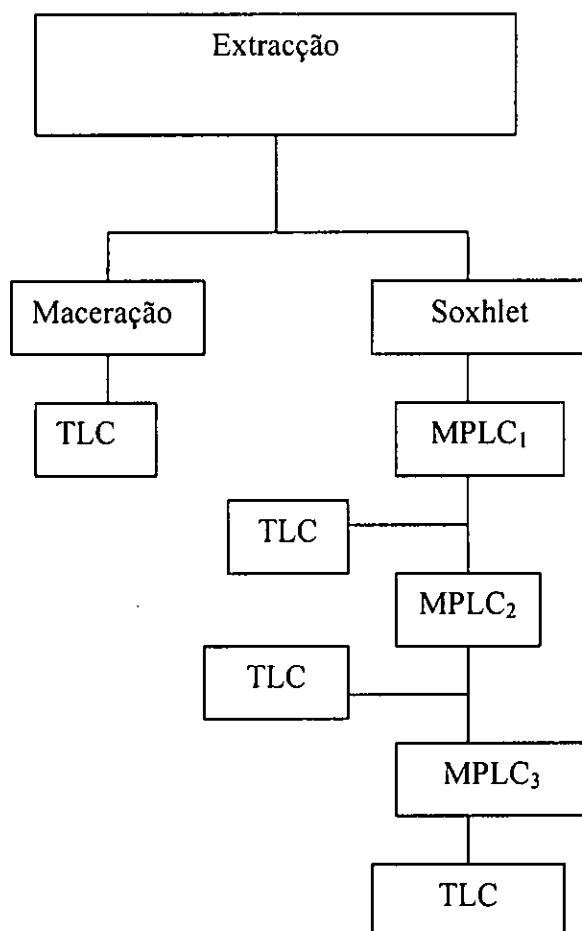 Extracção
Maceração
Soxhlet
TLC
MPLC₁
TLC
MPLC₂
TLC
MPLC₃
TLC